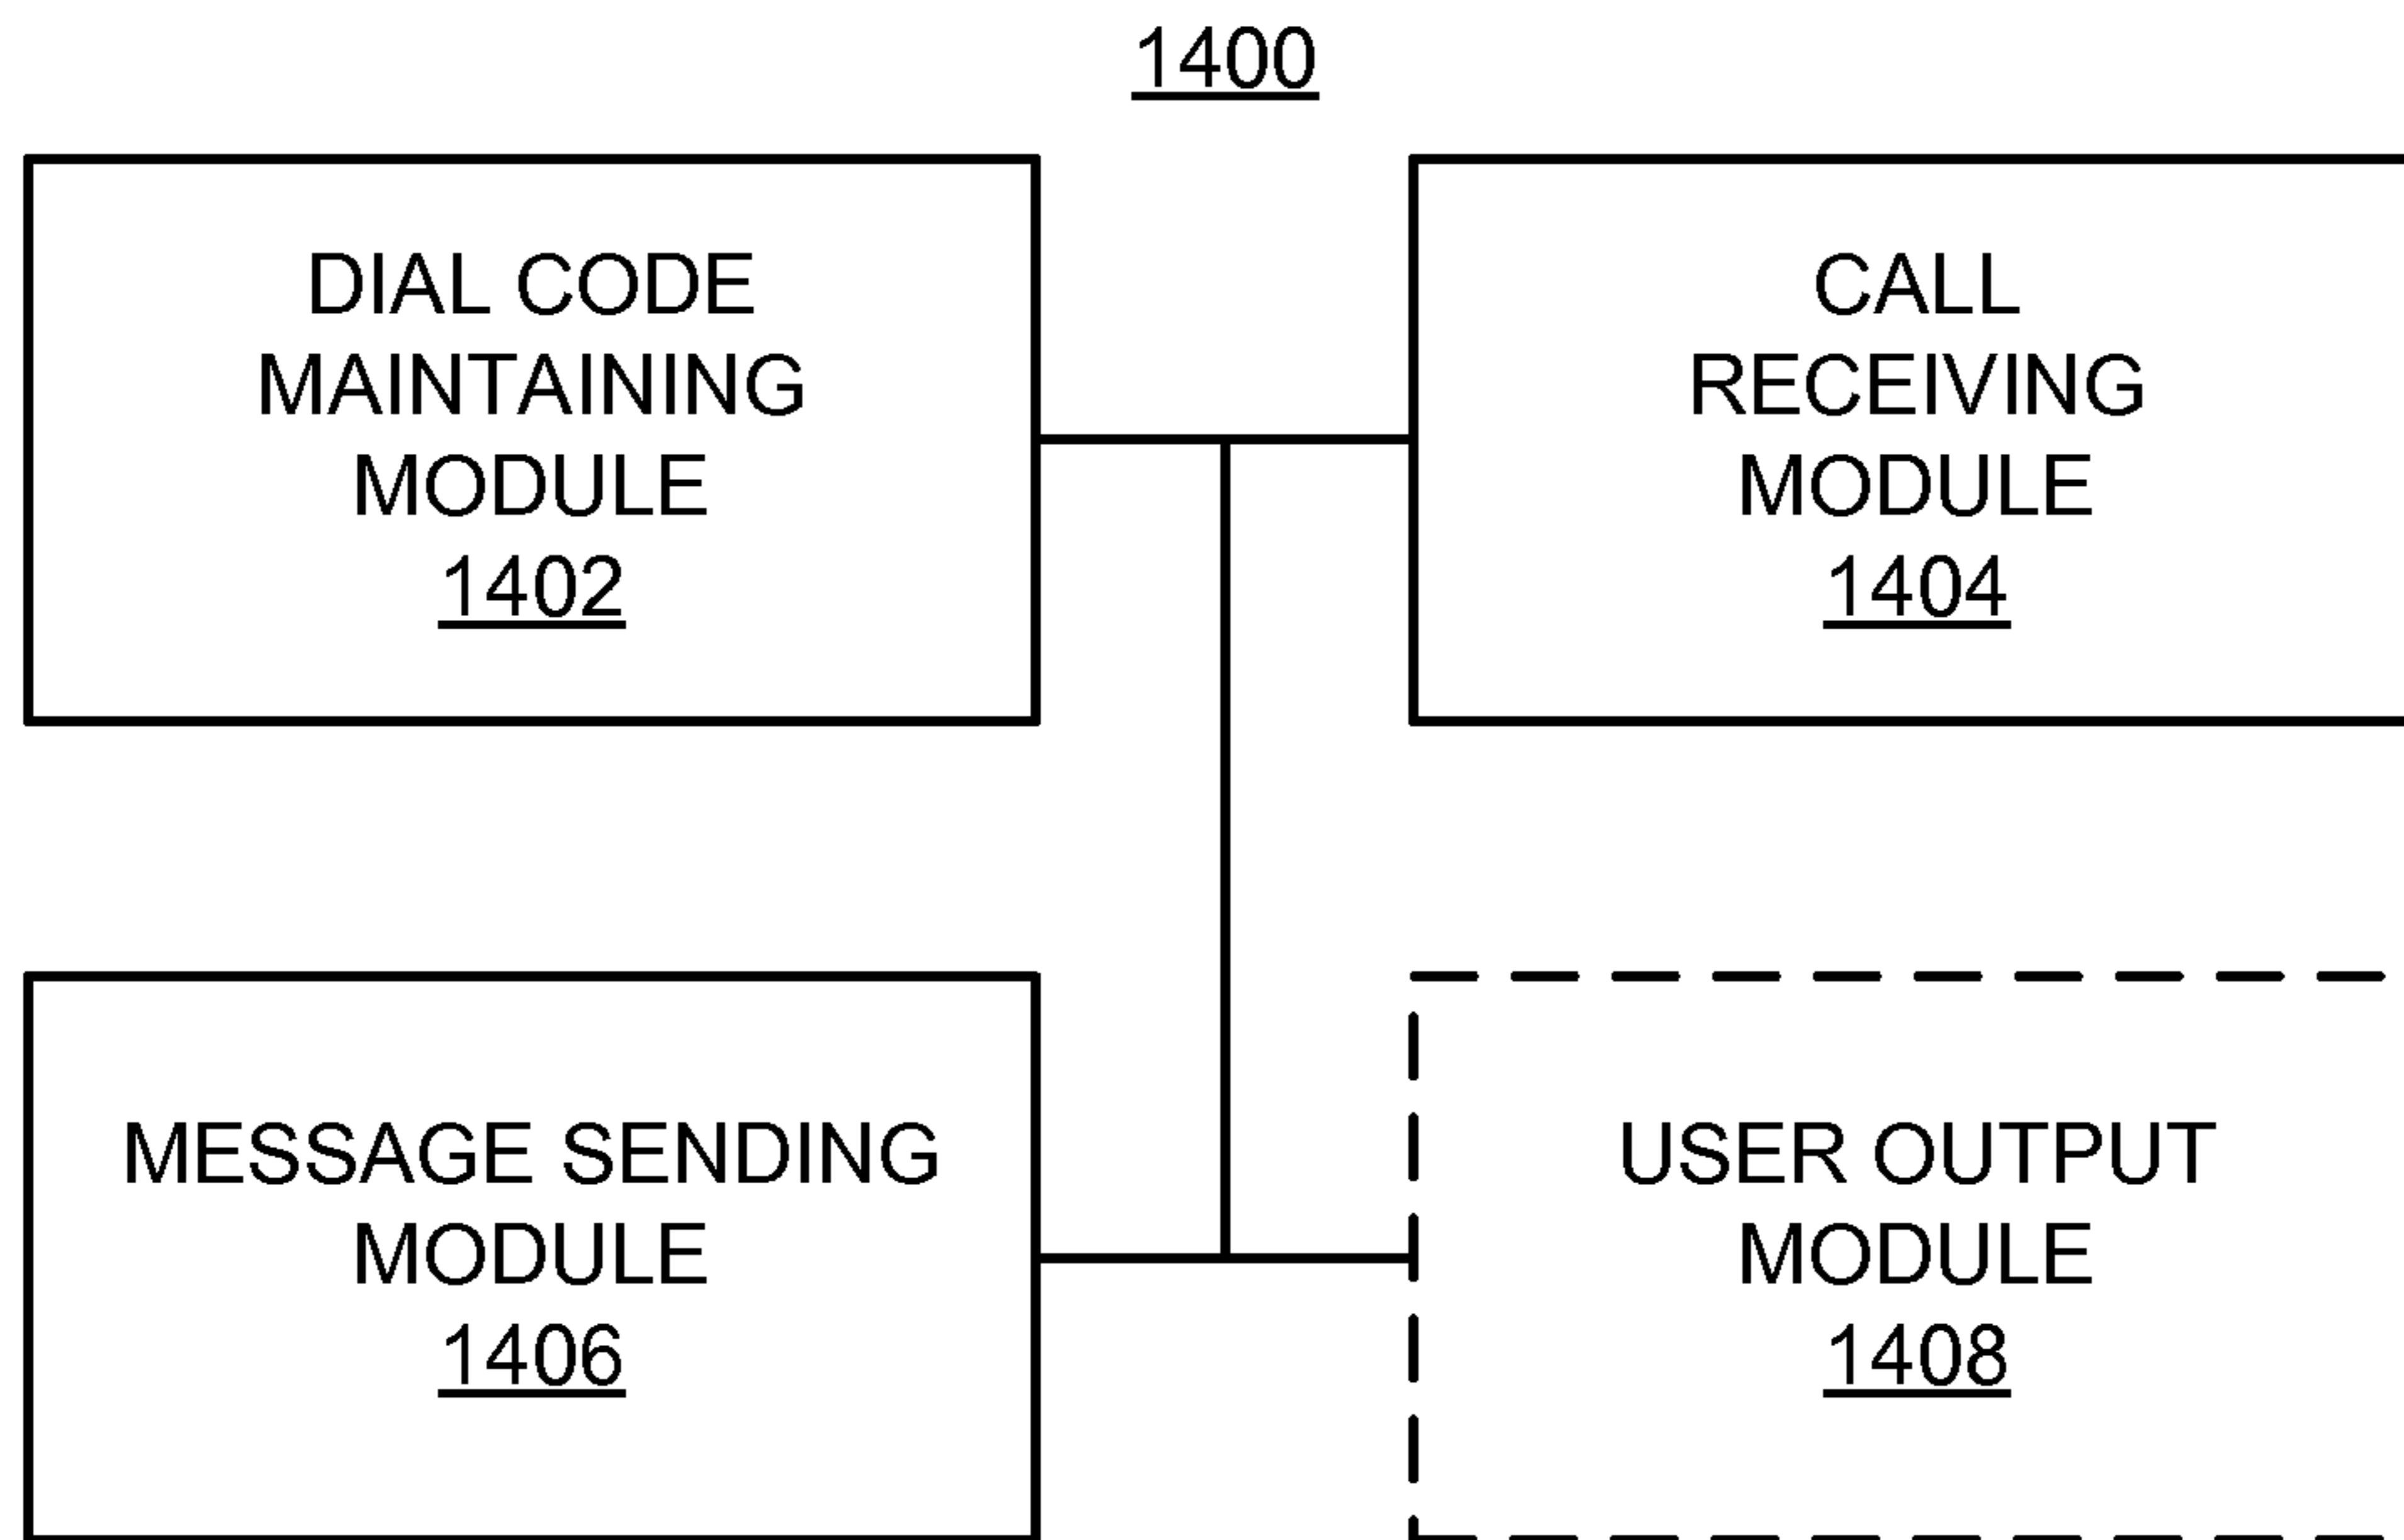 1400
DIAL CODE
MAINTAINING
MODULE
1402
CALL
RECEIVING
MODULE
1404
MESSAGE SENDING
MODULE
1406
USER OUTPUT
MODULE
1408